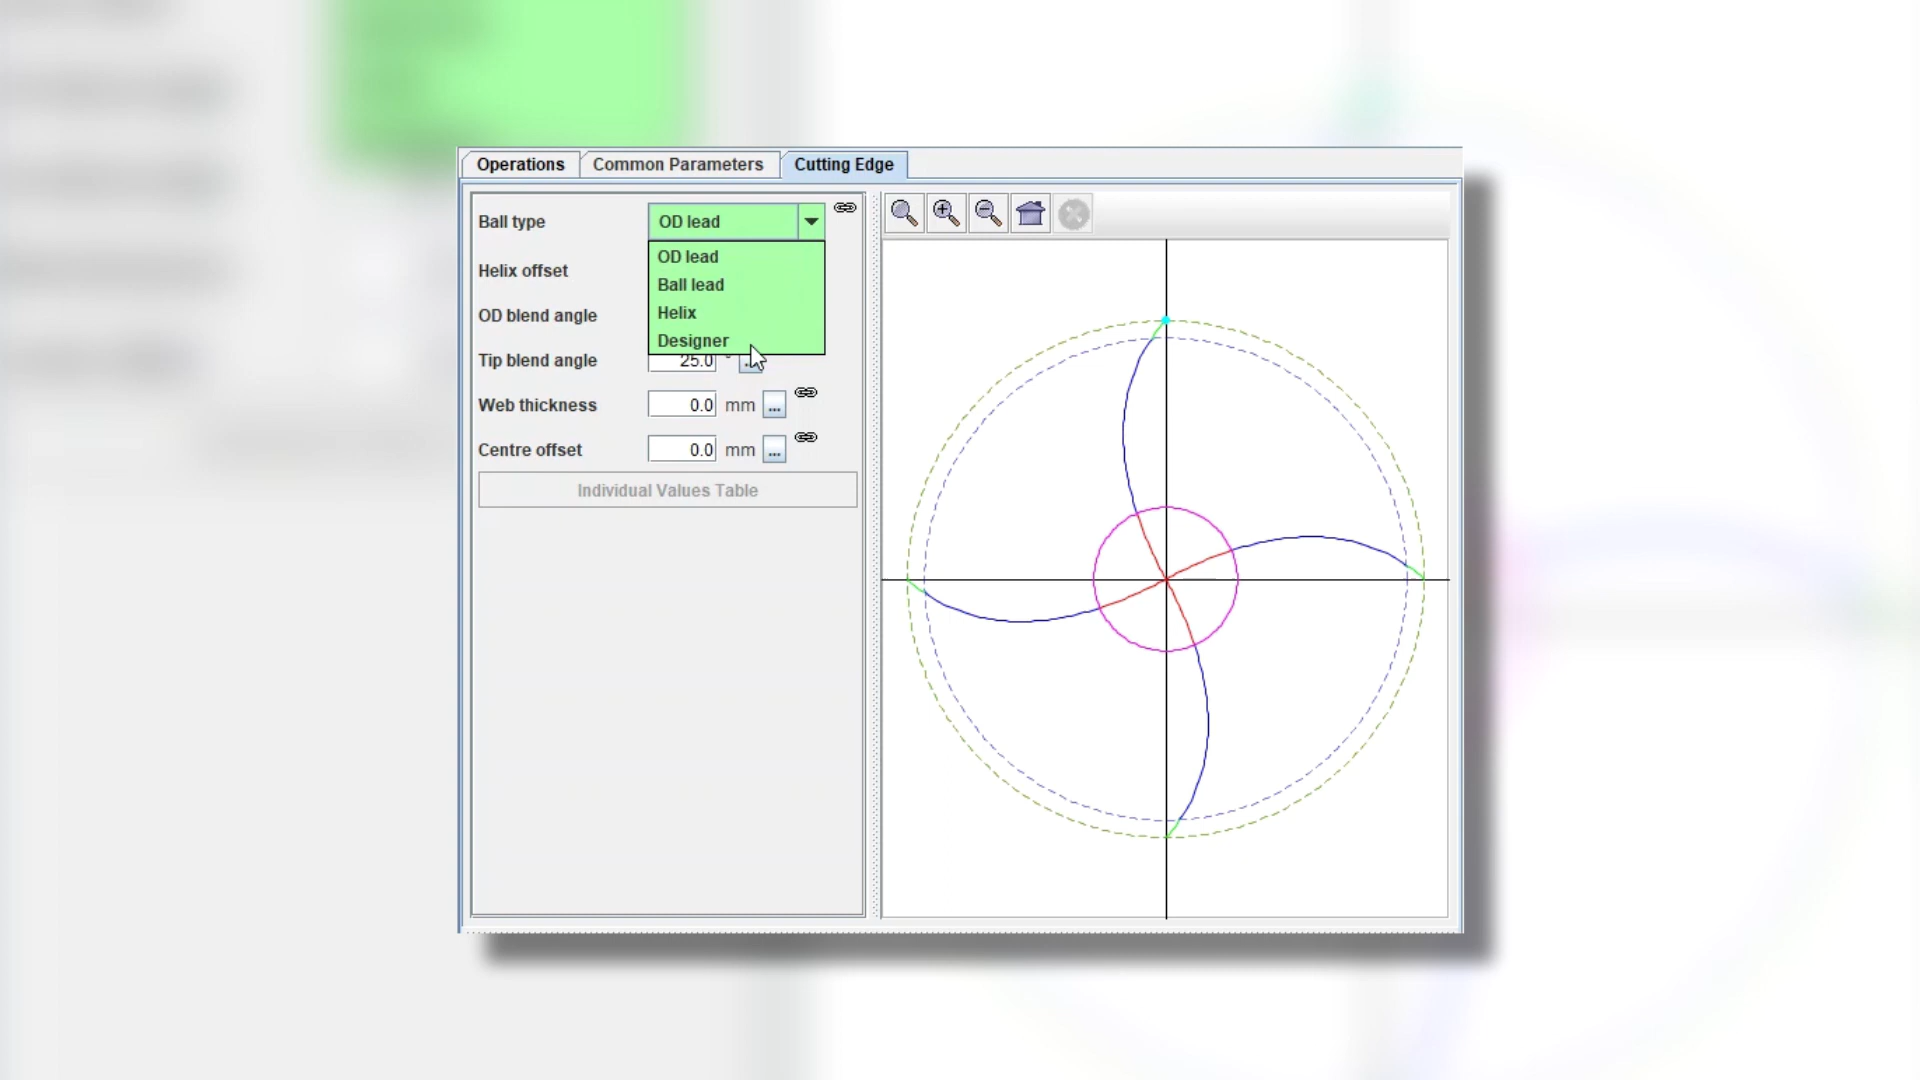 Operations Common Parameters Cutting Edge
Ball type OD lead
OD lead
Ball lead
Helix offset
Helix
OD blend angle
Designer
Tip blend angle 25.0 ° ...
Web thickness 0.0 mm ...
Centre offset 0.0 mm ...
Individual Values Table